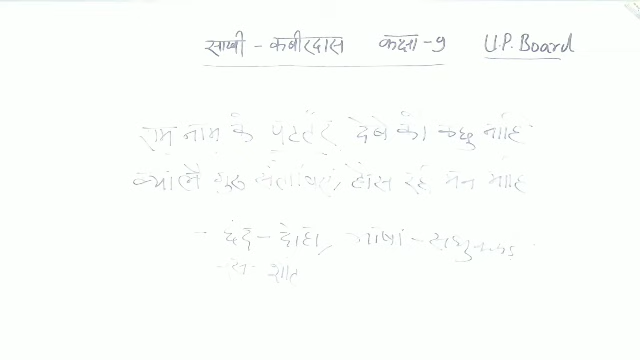 साखी - कबीरदास कक्षा - 9 U.P. Board
राम नाम के पटतरे, देबे कौं कछु नाहिं
क्या लै गुरु संतोषिए, हौंस रही मन माँहि
- छंद - दोहा, भाषा - सधुक्कड़
- रस - शांत